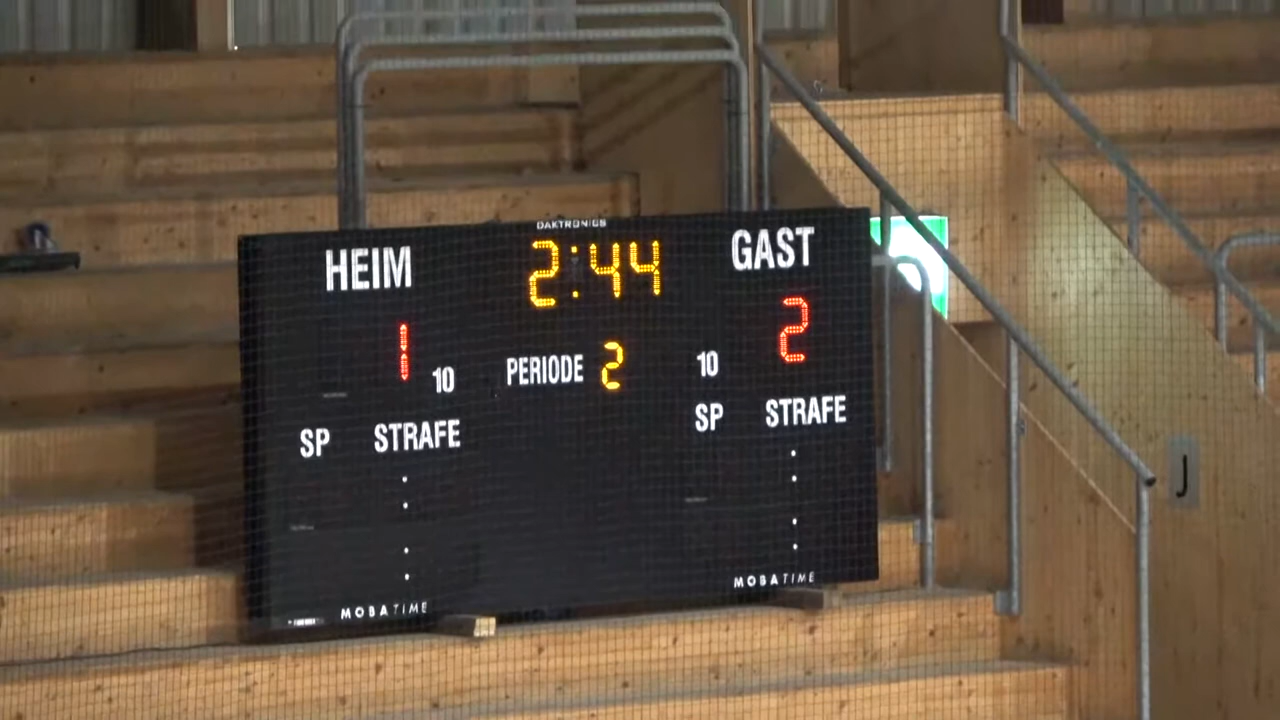 DAKTRONICS
HEIM 2:44 GAST
1 10 PERIODE 2 10 2
SP STRAFE SP STRAFE
MOBATIME MOBATIME
J